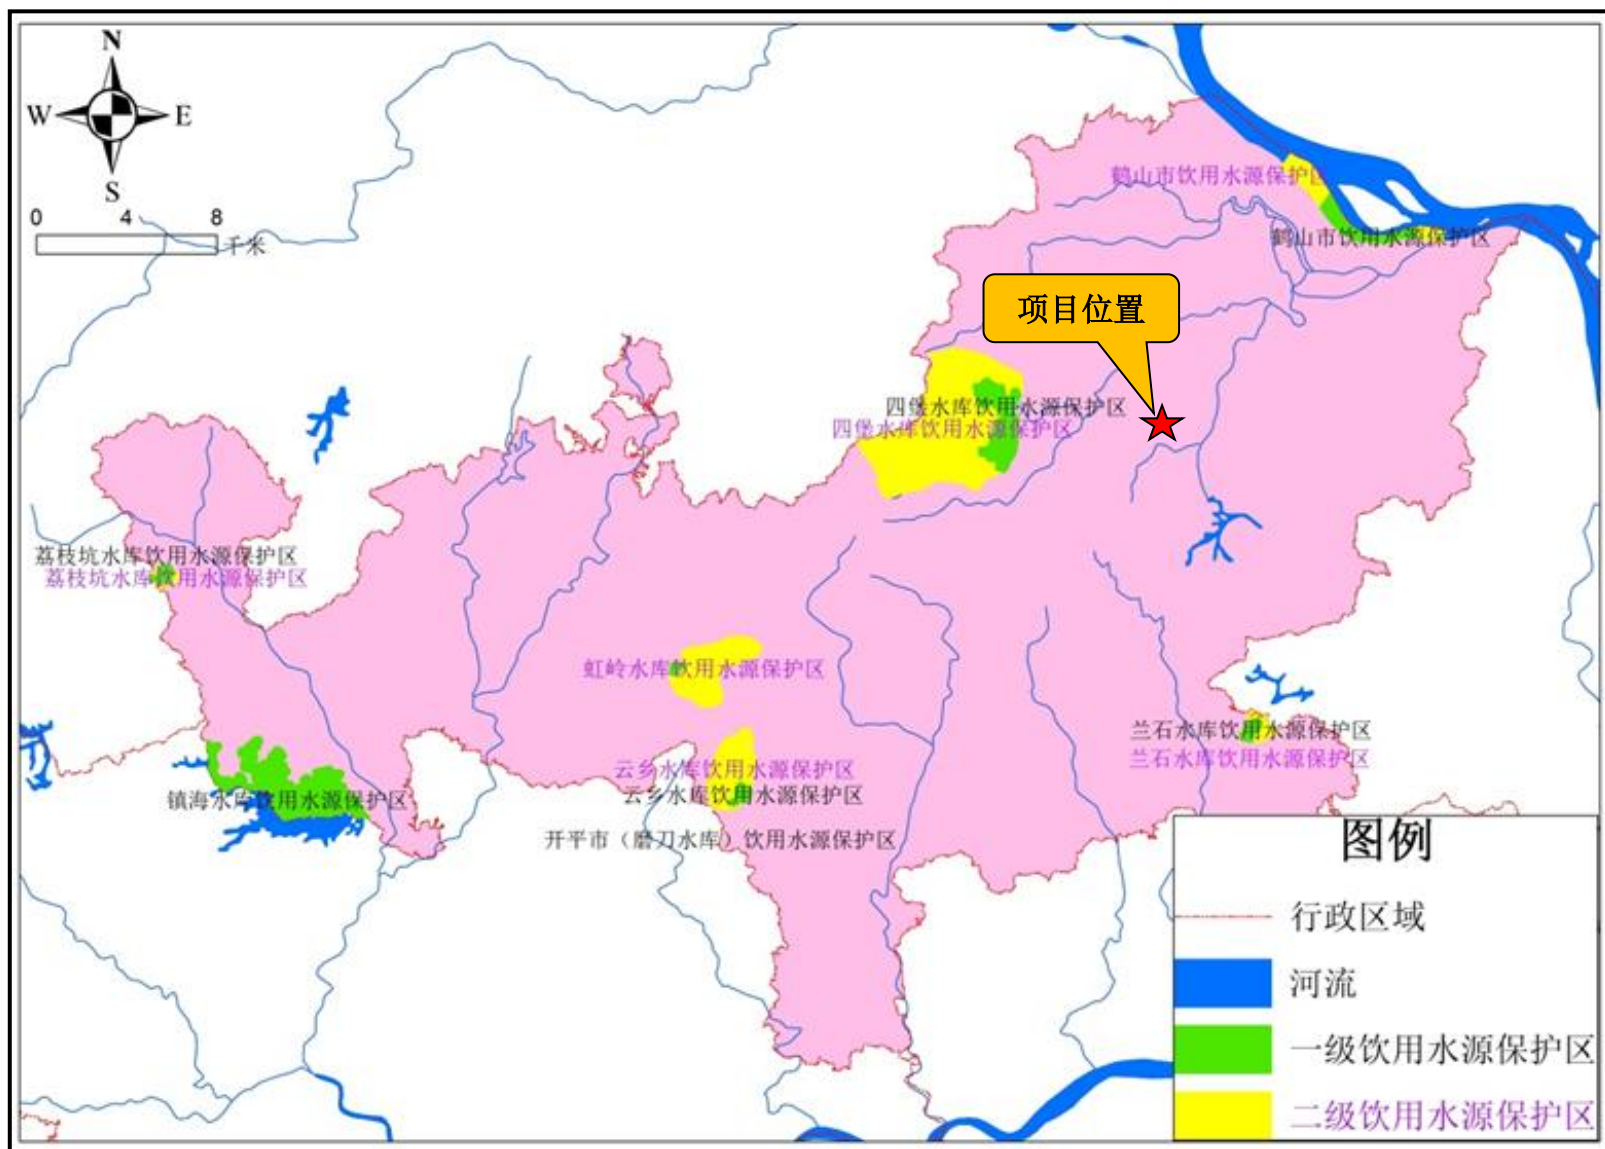 N
W E
S
0 4 8
千米
鹤山市饮用水源保护区
鹤山市饮用水源保护区
项目位置
四堡水库饮用水源保护区
四堡水库饮用水源保护区
荔枝坑水库饮用水源保护区
荔枝坑水库饮用水源保护区
虹岭水库饮用水源保护区
兰石水库饮用水源保护区
兰石水库饮用水源保护区
云乡水库饮用水源保护区
云乡水库饮用水源保护区
镇海水库饮用水源保护区
开平市（磨刀水库）饮用水源保护区
图例
行政区域
河流
一级饮用水源保护区
二级饮用水源保护区